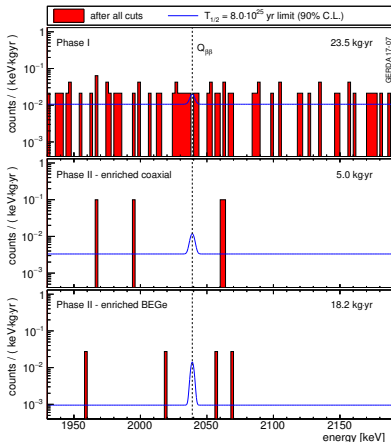 after all cuts T₁/₂ = 8.0·10²⁵ yr limit (90% C.L.)
Phase I 23.5 kg·yr
Qββ
GERDA 17-07
counts / ( keV·kg·yr )
1
10⁻¹
10⁻²
10⁻³
Phase II - enriched coaxial 5.0 kg·yr
counts / ( keV·kg·yr )
1
10⁻¹
10⁻²
10⁻³
Phase II - enriched BEGe 18.2 kg·yr
counts / ( keV·kg·yr )
1
10⁻¹
10⁻²
10⁻³
1950 2000 2050 2100 2150
energy [keV]